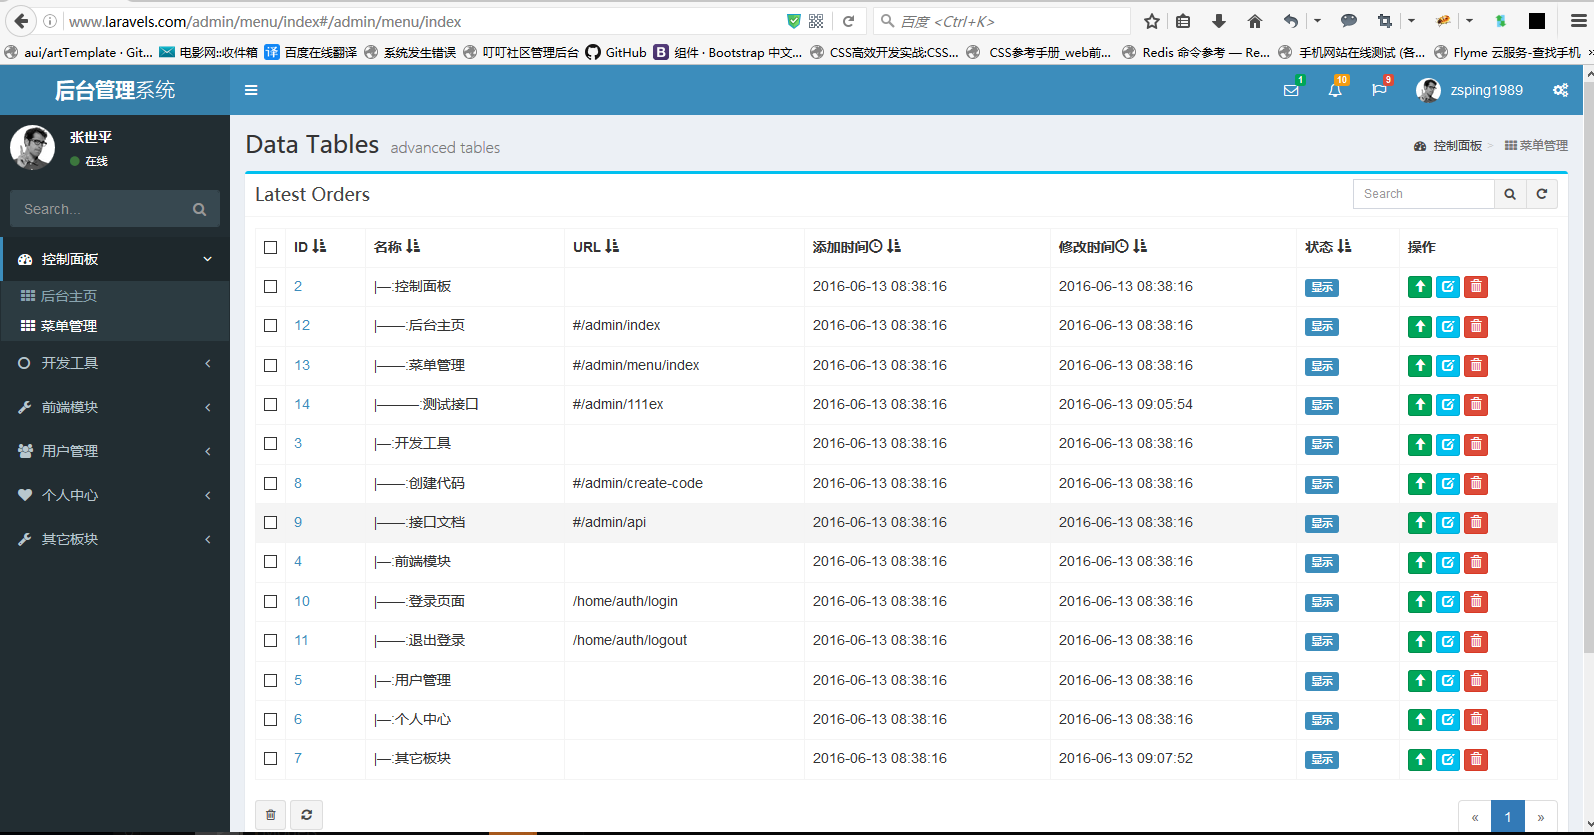 www.laravels.com/admin/menu/index#/admin/menu/index
百度 <Ctrl+K>
aui/artTemplate · Git...
电影网::收件箱
译 百度在线翻译
系统发生错误
叮叮社区管理后台
GitHub
B 组件 · Bootstrap 中文...
CSS高效开发实战:CSS...
CSS参考手册_web前...
Redis 命令参考 — Re...
手机网站在线测试 (各...
Flyme 云服务-查找手机
后台管理系统
1
10
9
zsping1989
张世平
在线
Search...
控制面板
后台主页
菜单管理
开发工具
前端模块
用户管理
个人中心
其它板块
Data Tables advanced tables
控制面板 > 菜单管理
Latest Orders
Search
ID 名称 URL 添加时间 修改时间 状态 操作
2 |—:控制面板 2016-06-13 08:38:16 2016-06-13 08:38:16 显示
12 |——:后台主页 #/admin/index 2016-06-13 08:38:16 2016-06-13 08:38:16 显示
13 |——:菜单管理 #/admin/menu/index 2016-06-13 08:38:16 2016-06-13 08:38:16 显示
14 |———:测试接口 #/admin/111ex 2016-06-13 08:38:16 2016-06-13 09:05:54 显示
3 |—:开发工具 2016-06-13 08:38:16 2016-06-13 08:38:16 显示
8 |——:创建代码 #/admin/create-code 2016-06-13 08:38:16 2016-06-13 08:38:16 显示
9 |——:接口文档 #/admin/api 2016-06-13 08:38:16 2016-06-13 08:38:16 显示
4 |—:前端模块 2016-06-13 08:38:16 2016-06-13 08:38:16 显示
10 |——:登录页面 /home/auth/login 2016-06-13 08:38:16 2016-06-13 08:38:16 显示
11 |——:退出登录 /home/auth/logout 2016-06-13 08:38:16 2016-06-13 08:38:16 显示
5 |—:用户管理 2016-06-13 08:38:16 2016-06-13 08:38:16 显示
6 |—:个人中心 2016-06-13 08:38:16 2016-06-13 08:38:16 显示
7 |—:其它板块 2016-06-13 08:38:16 2016-06-13 09:07:52 显示
« 1 »